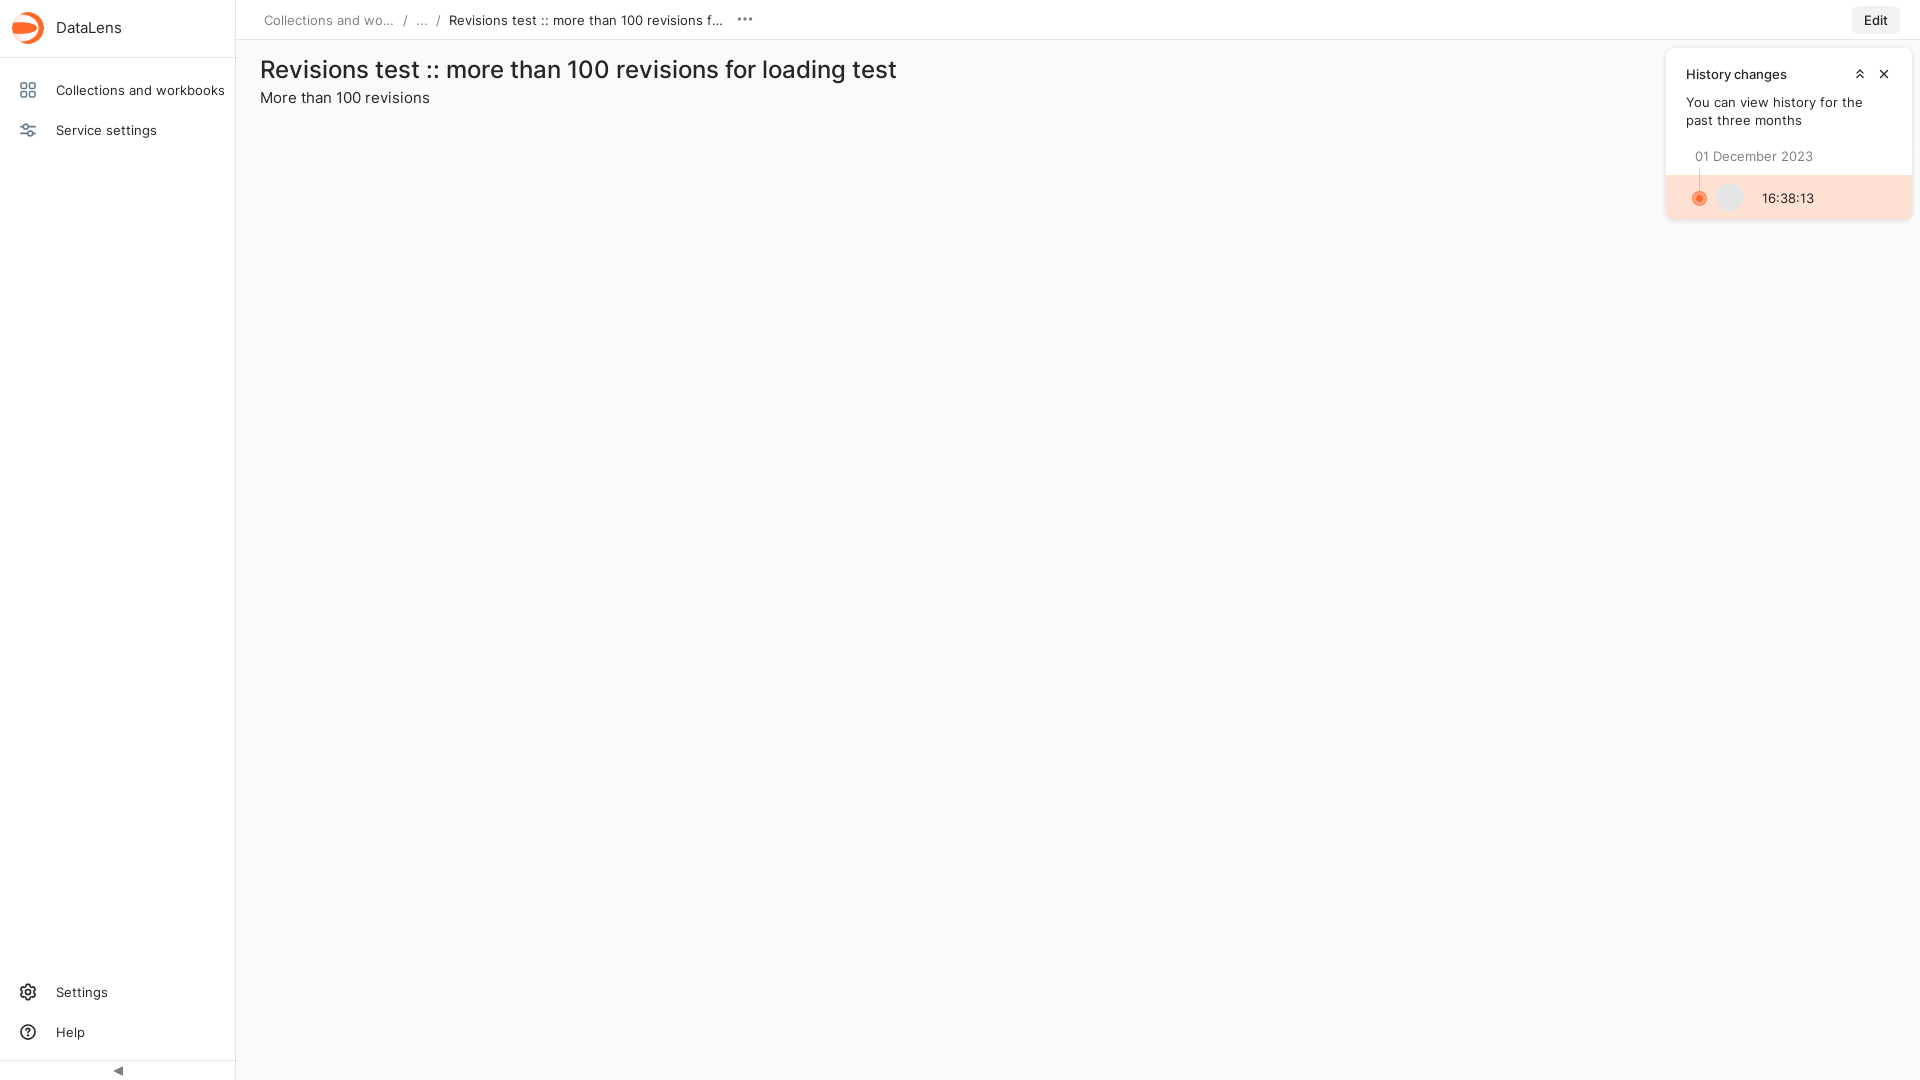 DataLens
Collections and workbooks
Service settings
Settings
Help
Collections and wo... / ... / Revisions test :: more than 100 revisions f...
Edit
Revisions test :: more than 100 revisions for loading test
More than 100 revisions
History changes
You can view history for the
past three months
01 December 2023
16:38:13